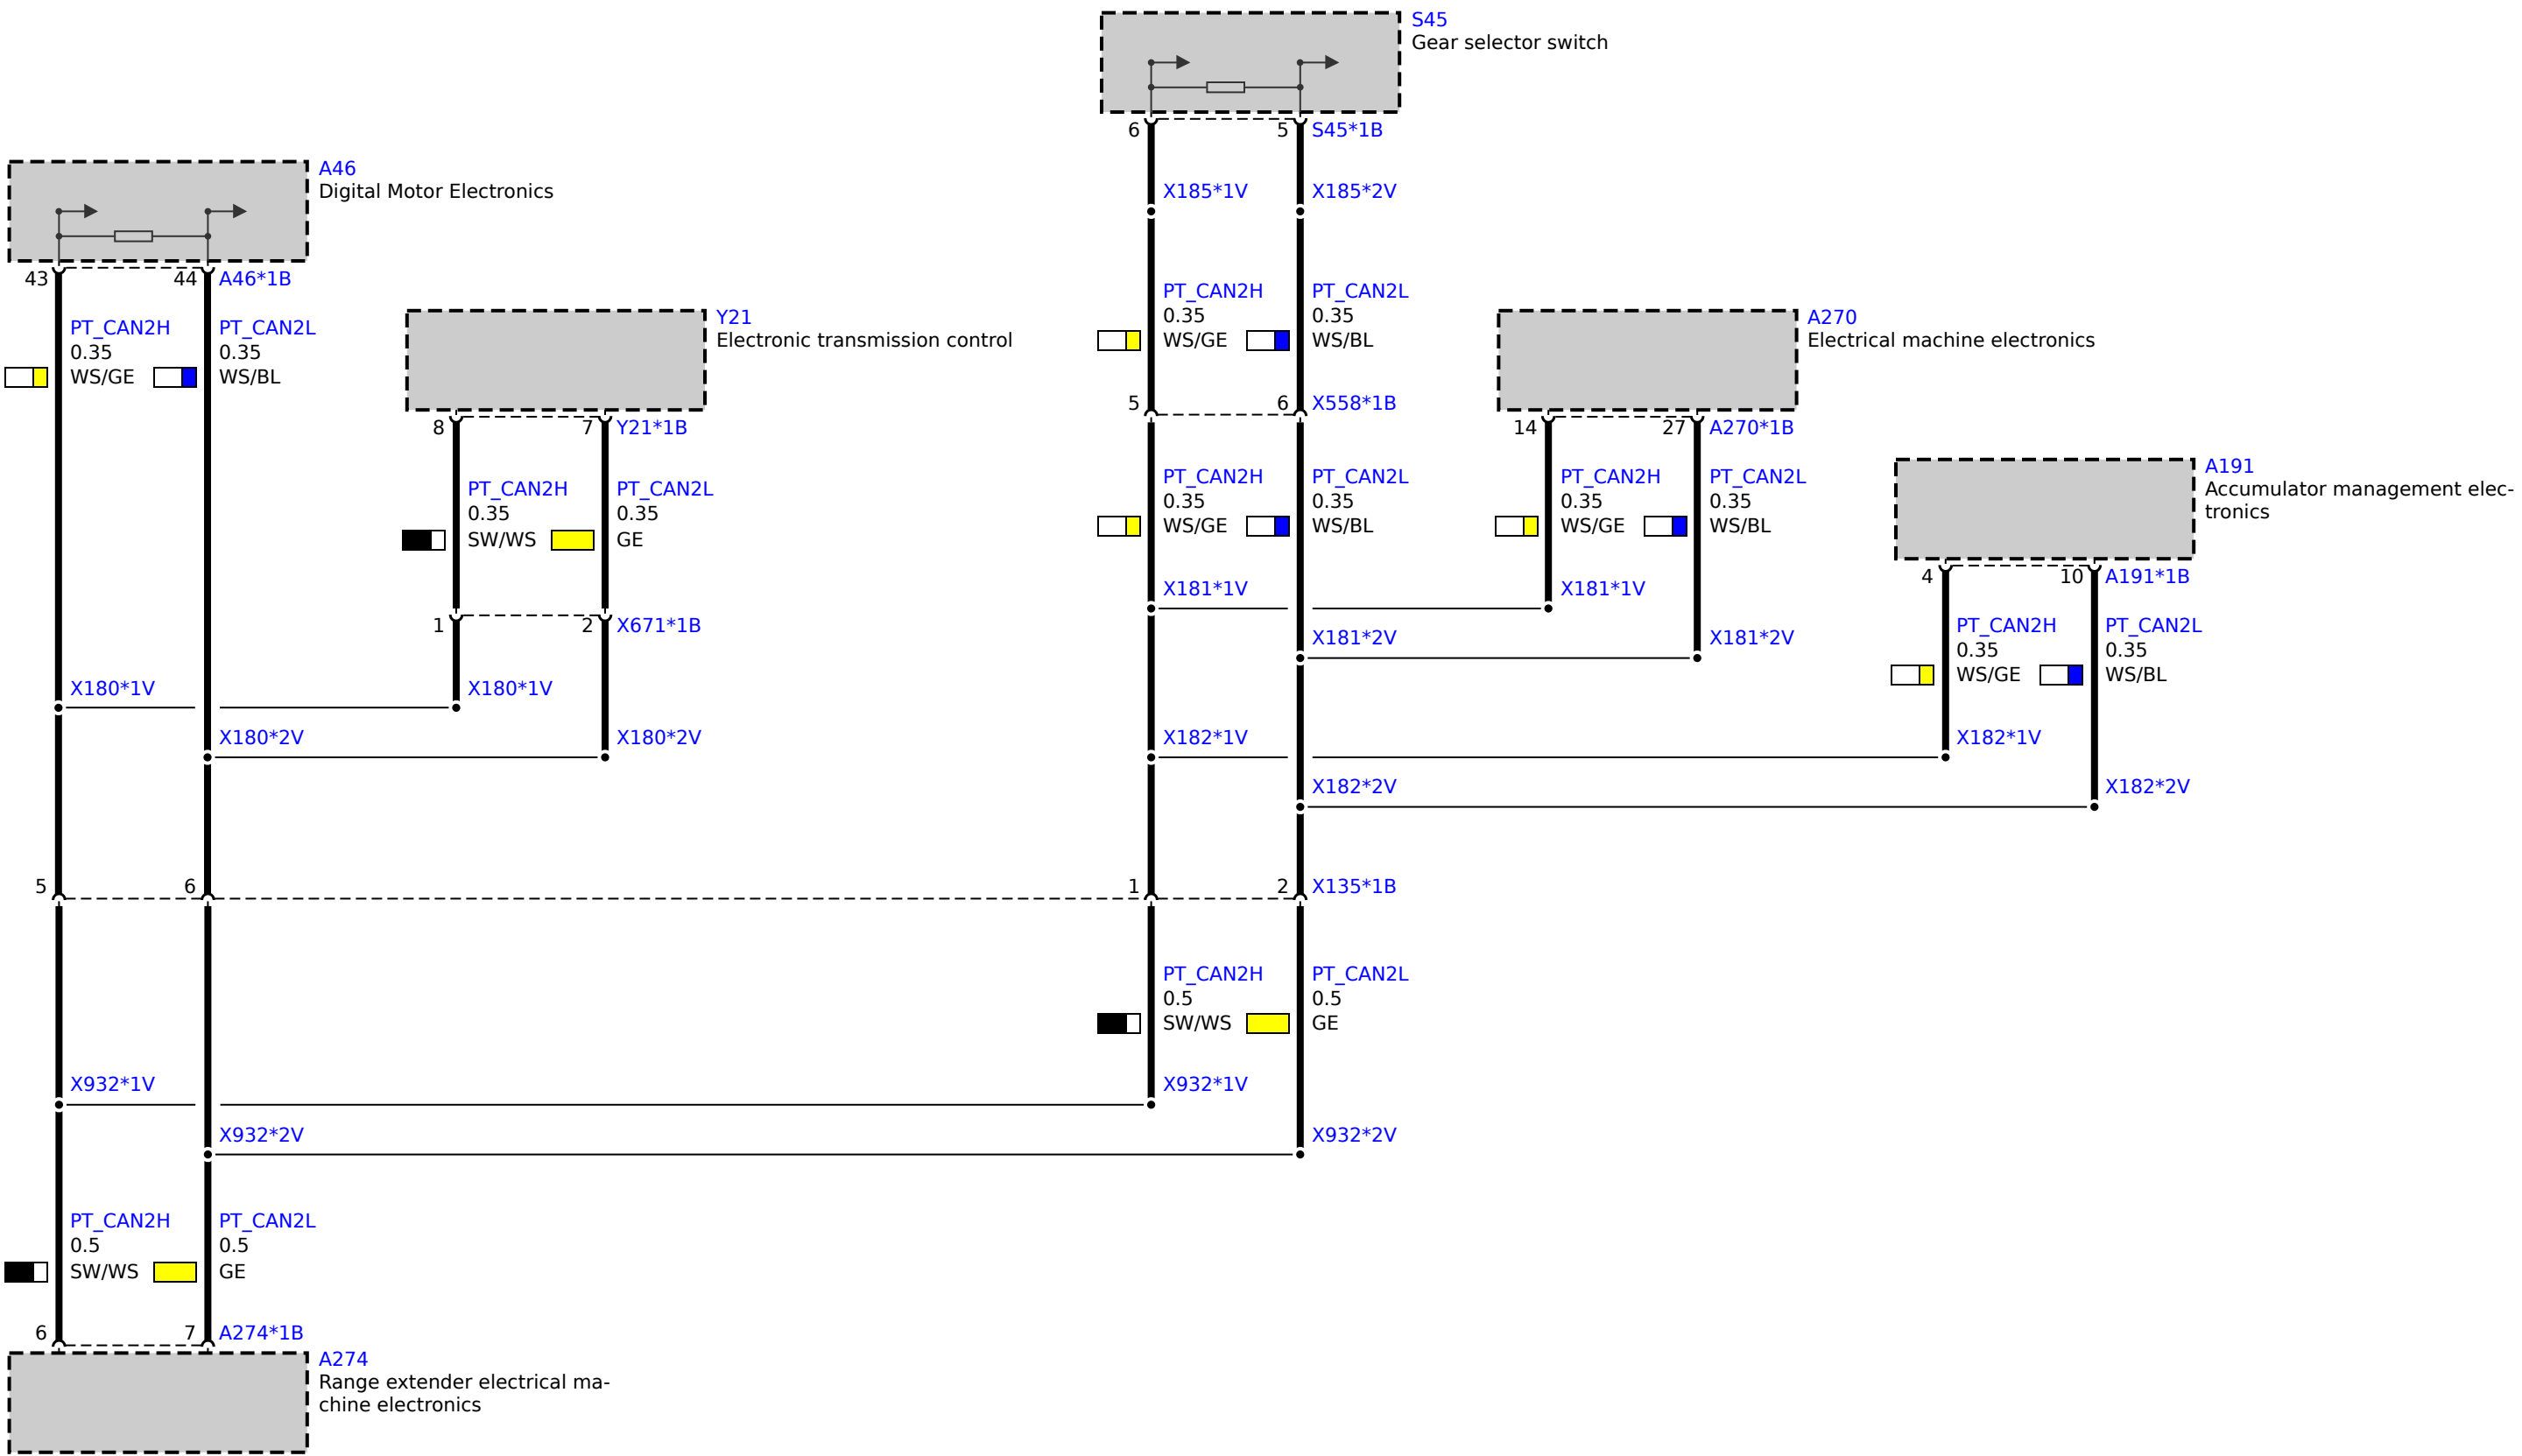 S45
Gear selector switch
6
5
S45*1B
X185*1V
X185*2V
A46
Digital Motor Electronics
43
44
A46*1B
PT_CAN2H
0.35
WS/GE
PT_CAN2L
0.35
WS/BL
PT_CAN2H
0.35
WS/GE
PT_CAN2L
0.35
WS/BL
Y21
Electronic transmission control
8
7
Y21*1B
PT_CAN2H
0.35
SW/WS
PT_CAN2L
0.35
GE
1
2
X671*1B
X180*1V
X180*1V
X180*2V
X180*2V
5
6
X558*1B
PT_CAN2H
0.35
WS/GE
PT_CAN2L
0.35
WS/BL
A270
Electrical machine electronics
14
27
A270*1B
PT_CAN2H
0.35
WS/GE
PT_CAN2L
0.35
WS/BL
X181*1V
X181*1V
X181*2V
X181*2V
A191
Accumulator management elec-
tronics
4
10
A191*1B
PT_CAN2H
0.35
WS/GE
PT_CAN2L
0.35
WS/BL
X182*1V
X182*1V
X182*2V
X182*2V
5
6
1
2
X135*1B
PT_CAN2H
0.5
SW/WS
PT_CAN2L
0.5
GE
X932*1V
X932*1V
X932*2V
X932*2V
PT_CAN2H
0.5
SW/WS
PT_CAN2L
0.5
GE
6
7
A274*1B
A274
Range extender electrical ma-
chine electronics